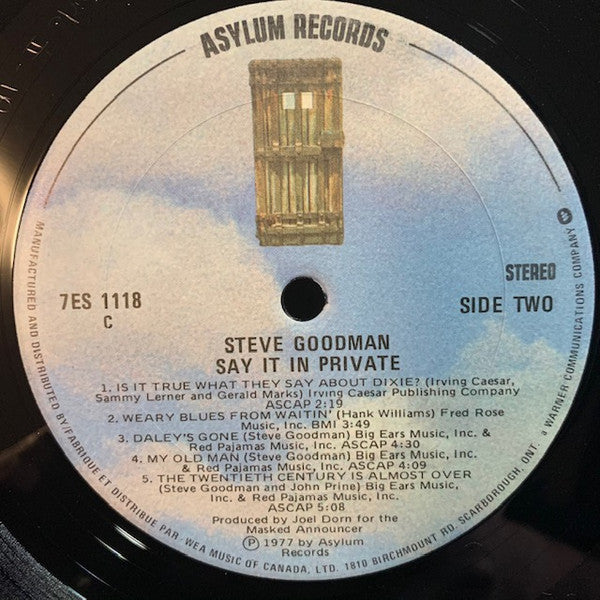 ASYLUM RECORDS
7ES 1118
C
STEREO
SIDE TWO
STEVE GOODMAN
SAY IT IN PRIVATE
1. IS IT TRUE WHAT THEY SAY ABOUT DIXIE? (Irving Caesar,
Sammy Lerner and Gerald Marks) Irving Caesar Publishing Company
ASCAP 2:19
2. WEARY BLUES FROM WAITIN' (Hank Williams) Fred Rose
Music, Inc. BMI 3:49
3. DALEY'S GONE (Steve Goodman) Big Ears Music, Inc. &
Red Pajamas Music, Inc. ASCAP 4:30
4. MY OLD MAN (Steve Goodman) Big Ears Music, Inc.
& Red Pajamas Music, Inc. ASCAP 4:09
5. THE TWENTIETH CENTURY IS ALMOST OVER
(Steve Goodman and John Prine) Big Ears Music,
Inc. & Red Pajamas Music, Inc.
ASCAP 5:08
Produced by Joel Dorn for the
Masked Announcer
Ⓟ 1977 by Asylum
Records
MANUFACTURED AND DISTRIBUTED BY/FABRIQUE ET DISTRIBUE PAR: WEA MUSIC OF CANADA, LTD. 1810 BIRCHMOUNT RD. SCARBOROUGH, ONT. a WARNER COMMUNICATIONS COMPANY